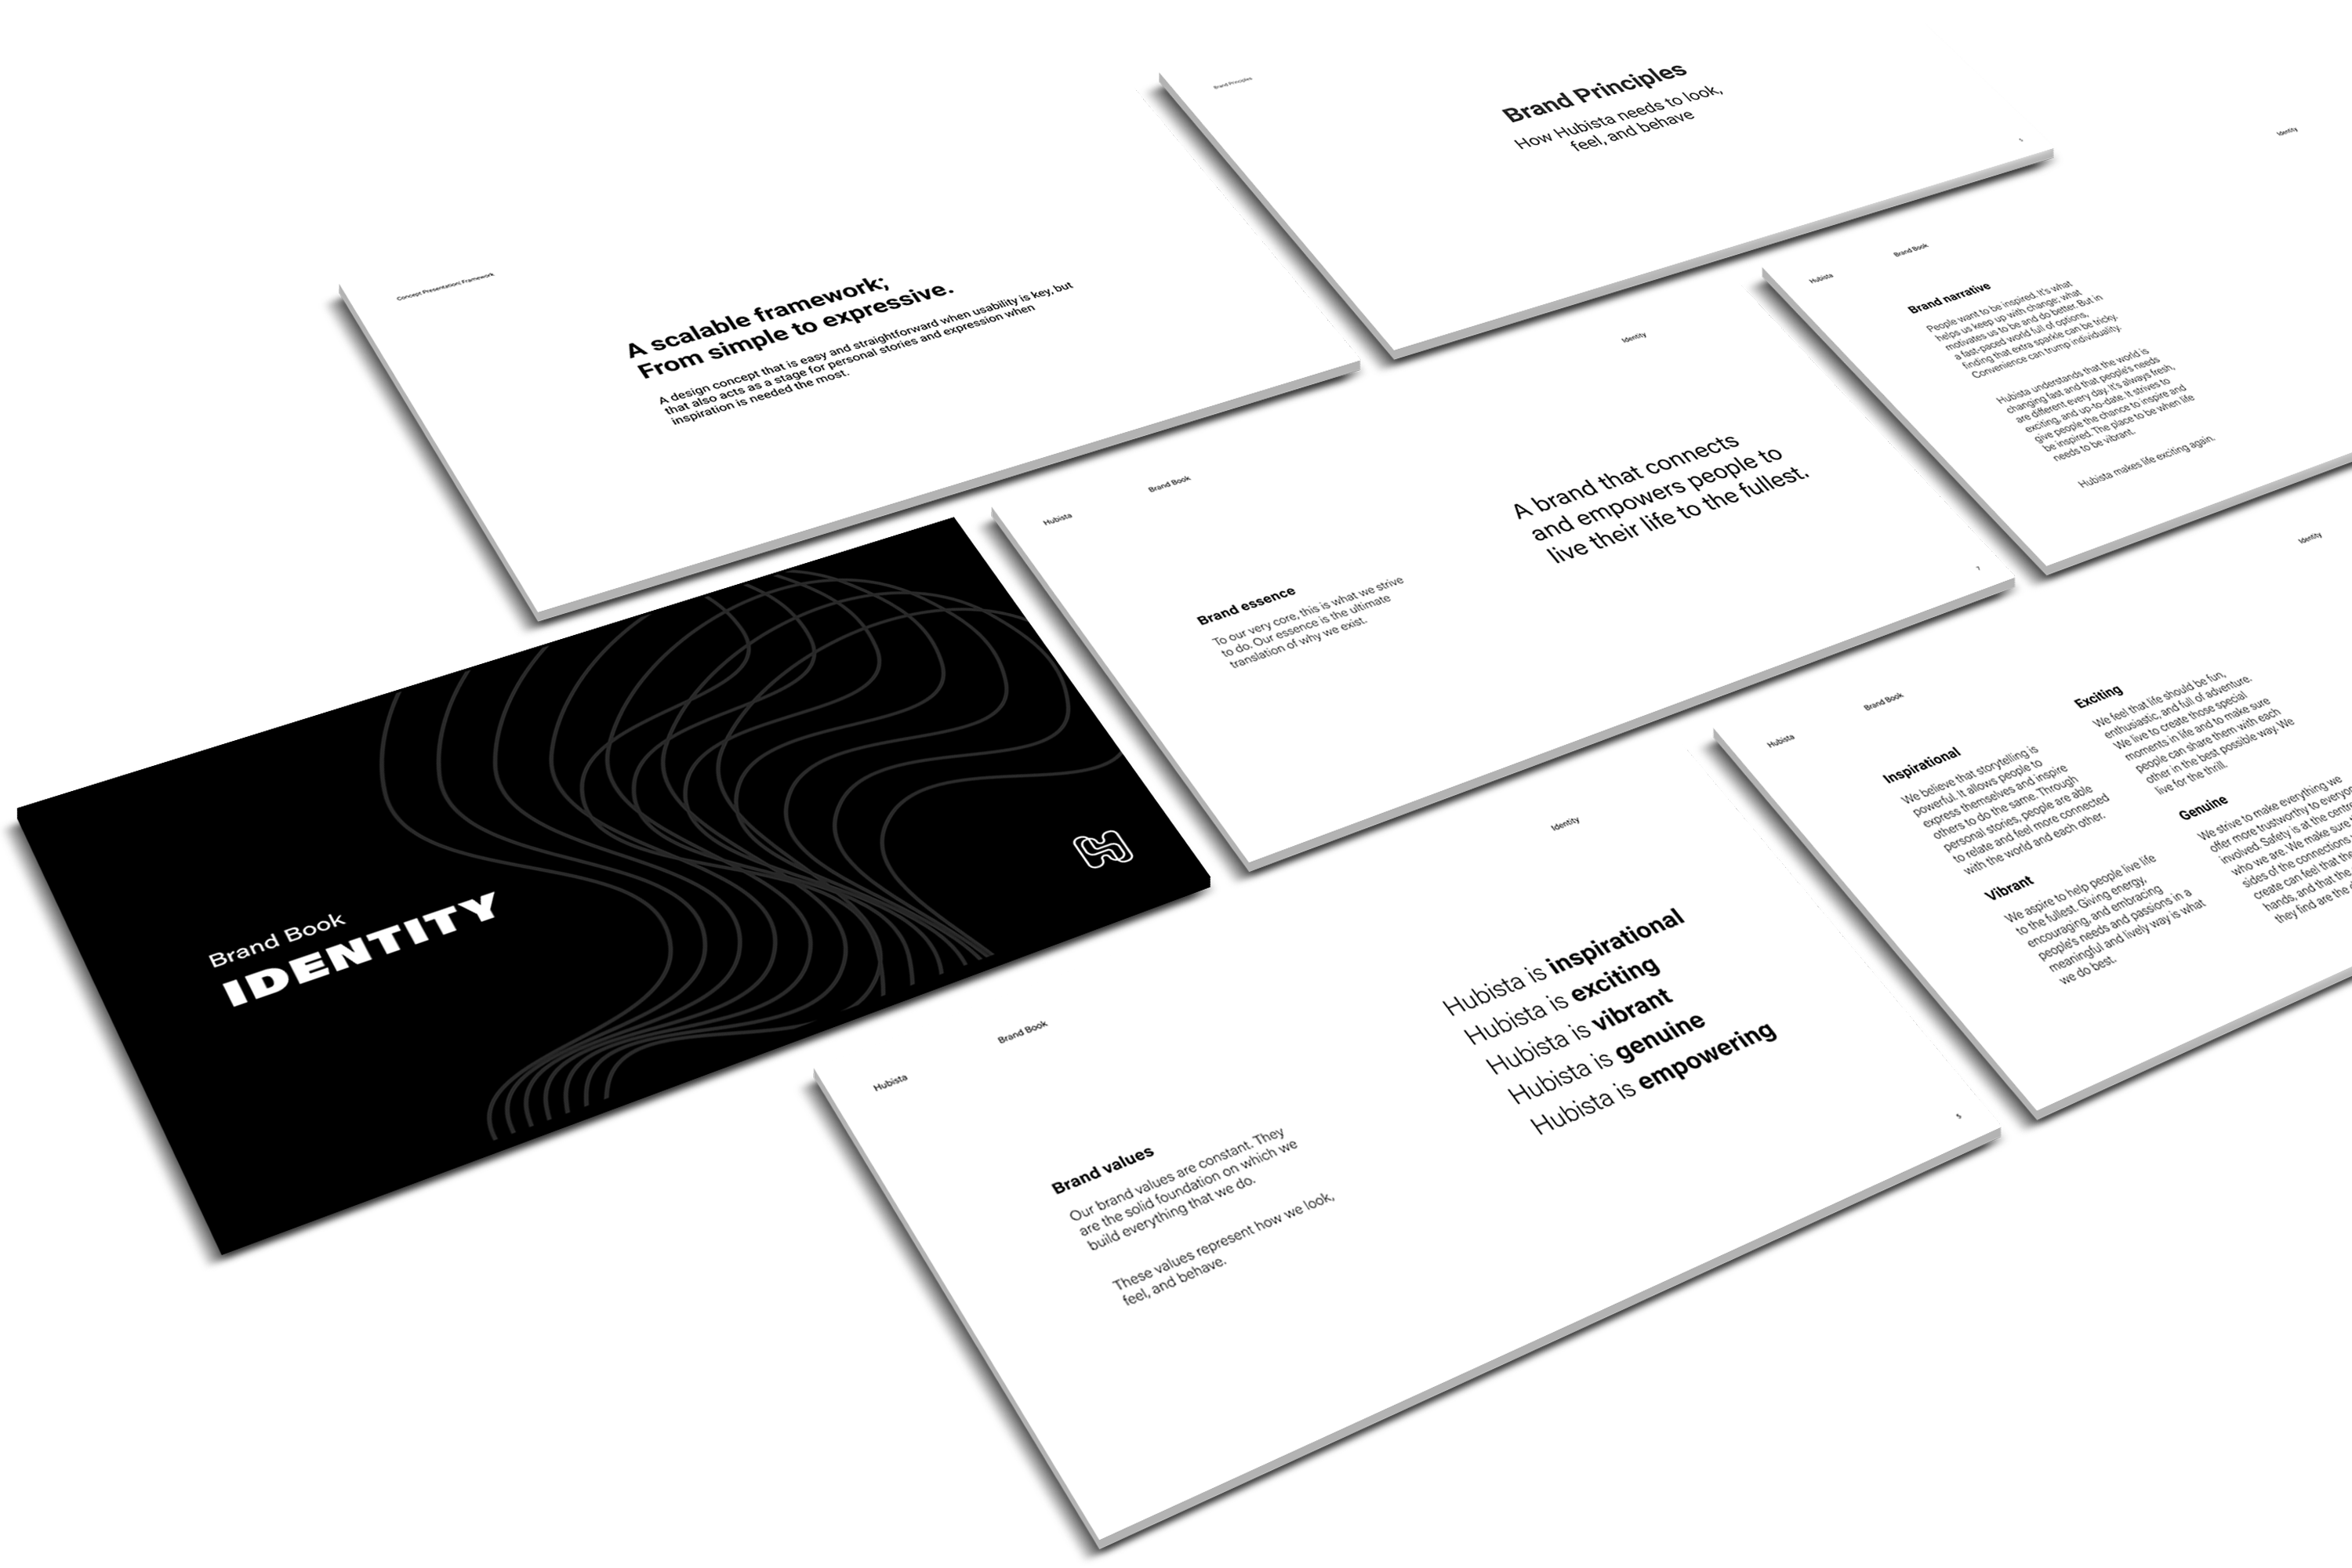 Concept Presentation: Framework
A scalable framework;
From simple to expressive.
A design concept that is easy and straightforward when usability is key, but
that also acts as a stage for personal stories and expression when
inspiration is needed the most.
Brand Principles
Brand Principles
How Hubista needs to look,
feel, and behave
Brand Book
IDENTITY
Hubista
Brand Book
Identity
Brand essence
To our very core, this is what we strive
to do. Our essence is the ultimate
translation of why we exist.
A brand that connects
and empowers people to
live their life to the fullest.
7
Hubista
Brand Book
Identity
Brand narrative
People want to be inspired. It's what
helps us keep up with change; what
motivates us to be and do better. But in
a fast-paced world full of options,
finding that extra sparkle can be tricky.
Convenience can trump individuality.
Hubista understands that the world is
changing fast and that people's needs
are different every day. It's always fresh,
exciting, and up-to-date. It strives to
give people the chance to inspire and
be inspired. The place to be when life
needs to be vibrant.
Hubista makes life exciting again.
Hubista
Brand Book
Identity
Brand values
Our brand values are constant. They
are the solid foundation on which we
build everything that we do.
These values represent how we look,
feel, and behave.
Hubista is inspirational
Hubista is exciting
Hubista is vibrant
Hubista is genuine
Hubista is empowering
5
Hubista
Brand Book
Identity
Inspirational
We believe that storytelling is
powerful. It allows people to
express themselves and inspire
others to do the same. Through
personal stories, people are able
to relate and feel more connected
with the world and each other.
Vibrant
We aspire to help people live life
to the fullest. Giving energy,
encouraging, and embracing
people's needs and passions in a
meaningful and lively way is what
we do best.
Exciting
We feel that life should be fun,
enthusiastic, and full of adventure.
We live to create those special
moments in life and to make sure
people can share them with each
other in the best possible way. We
live for the thrill.
Genuine
We strive to make everything we
offer more trustworthy to everyone
involved. Safety is at the centre
who we are. We make sure
sides of the connections
create can feel that the
hands, and that the
they find are the